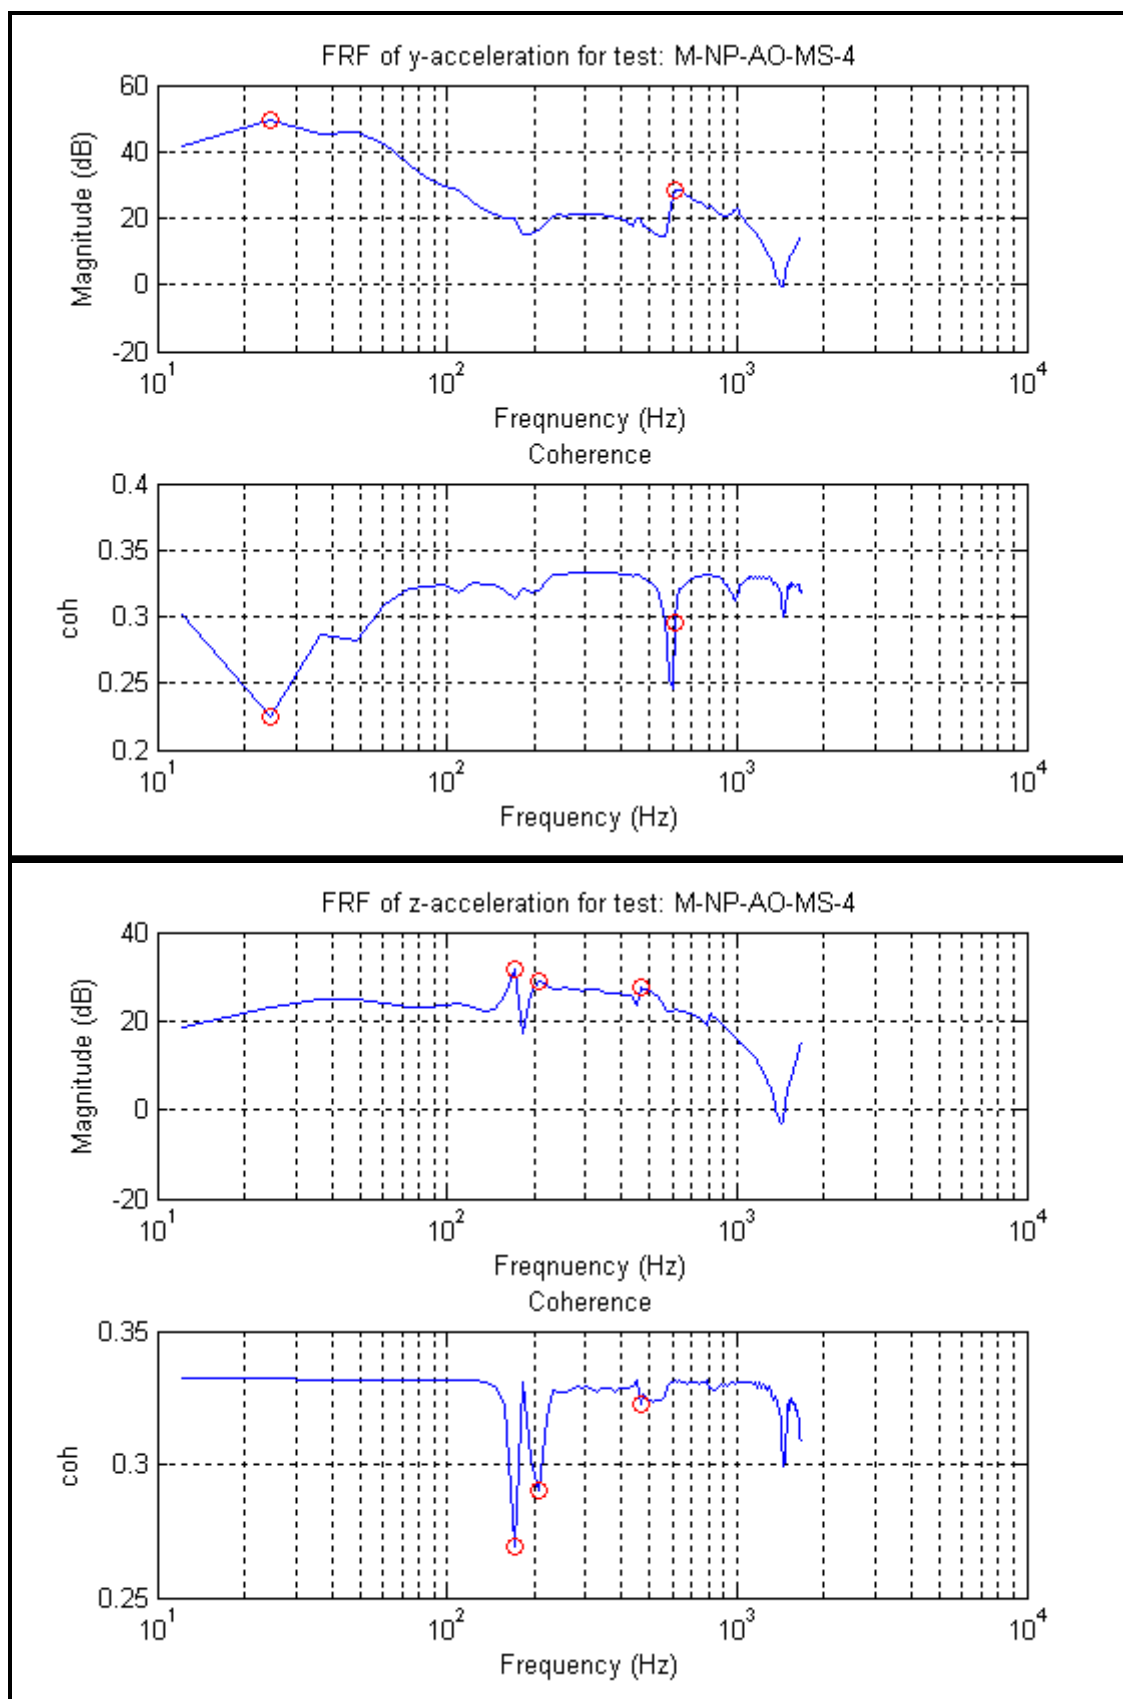 FRF of y-acceleration for test: M-NP-AO-MS-4
60
40
20
0
-20
Magnitude (dB)
10^1 10^2 10^3 10^4
Freqnuency (Hz)
Coherence
0.4
0.35
0.3
0.25
0.2
coh
10^1 10^2 10^3 10^4
Frequency (Hz)
FRF of z-acceleration for test: M-NP-AO-MS-4
40
20
0
-20
Magnitude (dB)
10^1 10^2 10^3 10^4
Freqnuency (Hz)
Coherence
0.35
0.3
0.25
coh
10^1 10^2 10^3 10^4
Frequency (Hz)